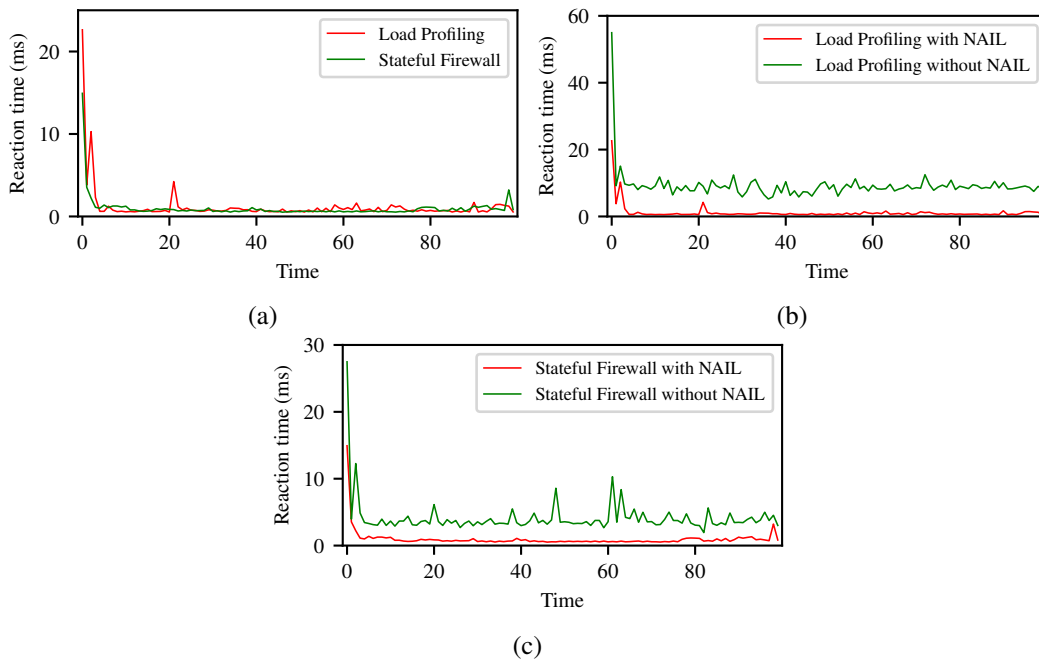 Load Profiling
Stateful Firewall
Reaction time (ms)
20
10
0
0 20 40 60 80
Time
(a)
Load Profiling with NAIL
Load Profiling without NAIL
Reaction time (ms)
60
40
20
0
0 20 40 60 80
Time
(b)
Stateful Firewall with NAIL
Stateful Firewall without NAIL
Reaction time (ms)
30
20
10
0
0 20 40 60 80
Time
(c)